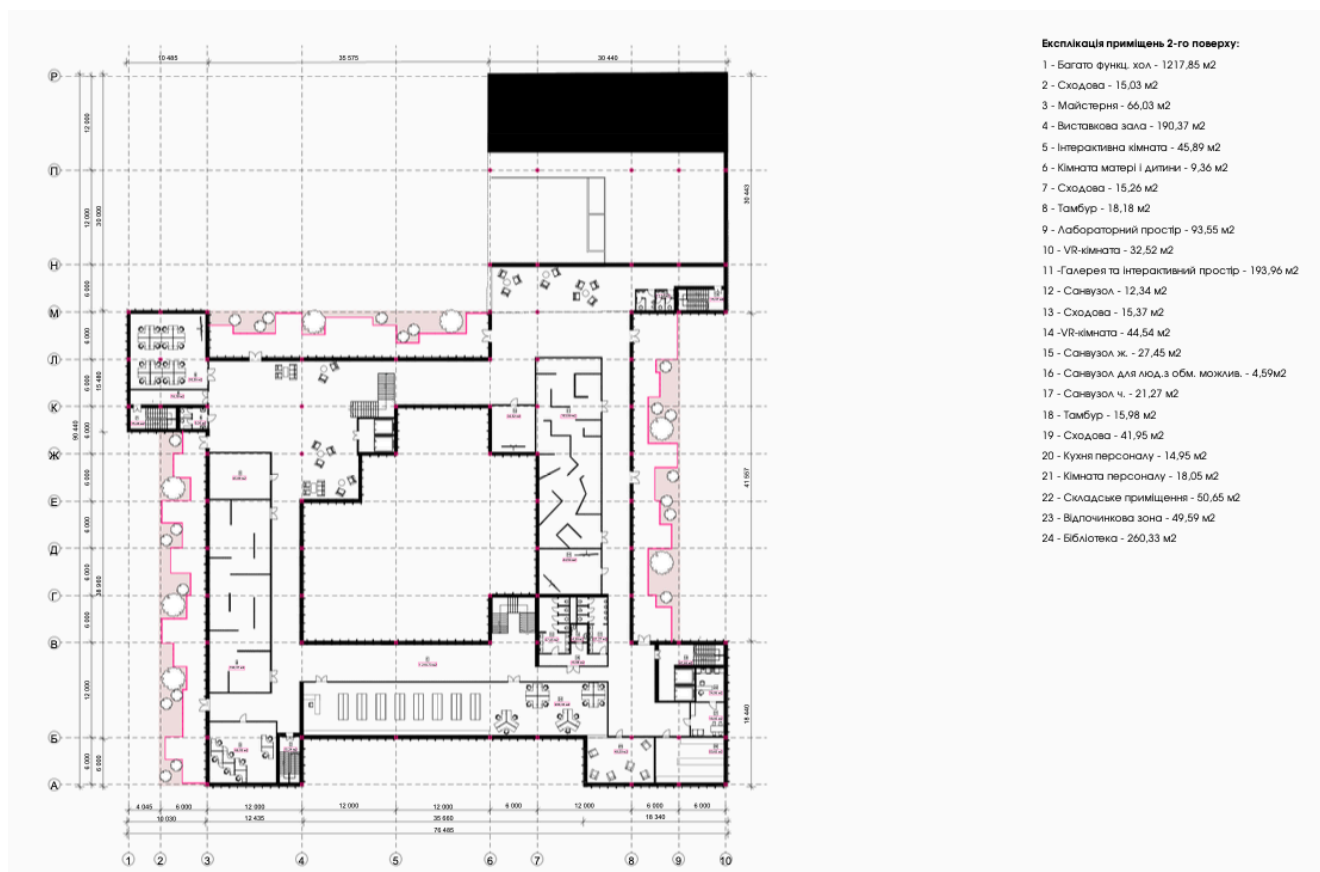 10 485
35 575
30 440
Експлікація приміщень 2-го поверху:
1 - Багато функц. хол - 1217,85 м2
2 - Сходова - 15,03 м2
3 - Майстерня - 66,03 м2
4 - Виставкова зала - 190,37 м2
5 - Інтерактивна кімната - 45,89 м2
6 - Кімната матері і дитини - 9,36 м2
7 - Сходова - 15,26 м2
8 - Тамбур - 18,18 м2
9 - Лабораторний простір - 93,55 м2
10 - VR-кімната - 32,52 м2
11 -Галерея та інтерактивний простір - 193,96 м2
12 - Санвузол - 12,34 м2
13 - Сходова - 15,37 м2
14 -VR-кімната - 44,54 м2
15 - Санвузол ж. - 27,45 м2
16 - Санвузол для люд.з обм. можлив. - 4,59м2
17 - Санвузол ч. - 21,27 м2
18 - Тамбур - 15,98 м2
19 - Сходова - 41,95 м2
20 - Кухня персоналу - 14,95 м2
21 - Кімната персоналу - 18,05 м2
22 - Складське приміщення - 50,65 м2
23 - Відпочинкова зона - 49,59 м2
24 - Бібліотека - 260,33 м2
Р
12 000
П
12 000
30 000
30 443
Н
6 000
М
6 000
Л
6 000
15 480
К
6 000
90 440
Ж
6 000
41 557
Е
6 000
Д
6 000
Г
6 000
В
12 000
18 440
Б
6 000
6 000
А
4 045
6 000
12 000
12 000
12 000
6 000
12 000
6 000
6 000
10 030
12 435
35 660
18 340
76 485
1
2
3
4
5
6
7
8
9
10